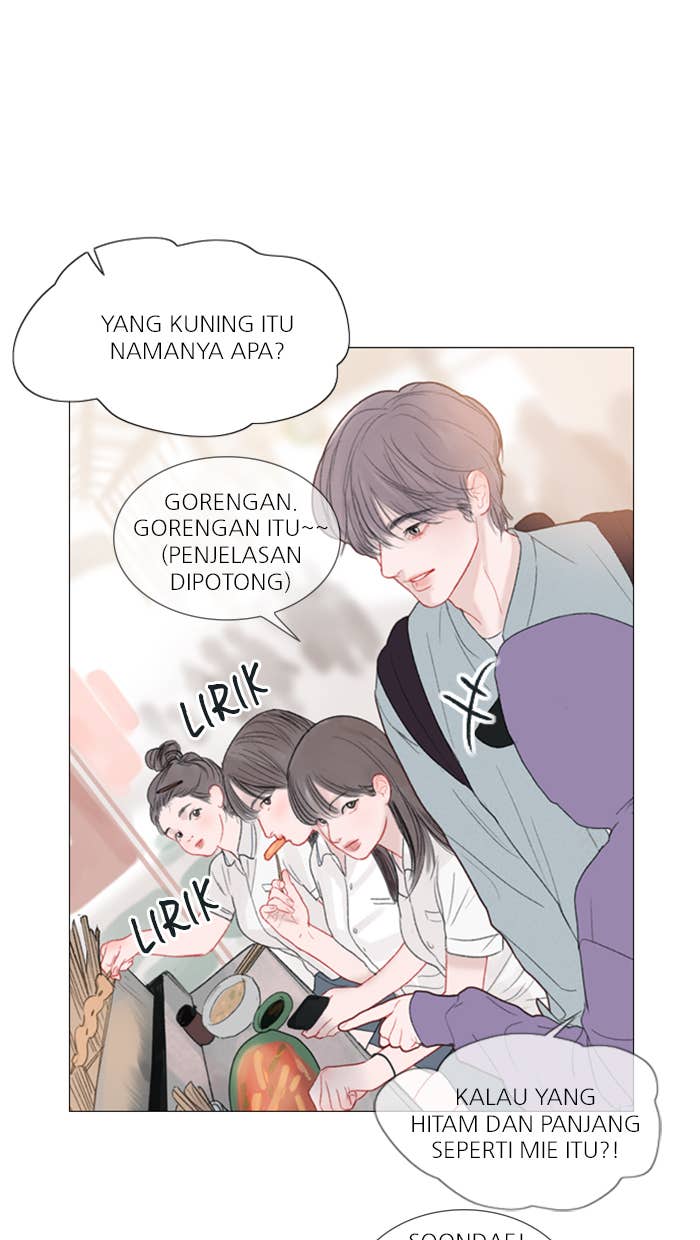 YANG KUNING ITU
NAMANYA APA?
GORENGAN.
GORENGAN ITU~~
(PENJELASAN
DIPOTONG)
LIRIK
LIRIK
KALAU YANG
HITAM DAN PANJANG
SEPERTI MIE ITU?!
SOONDAE!